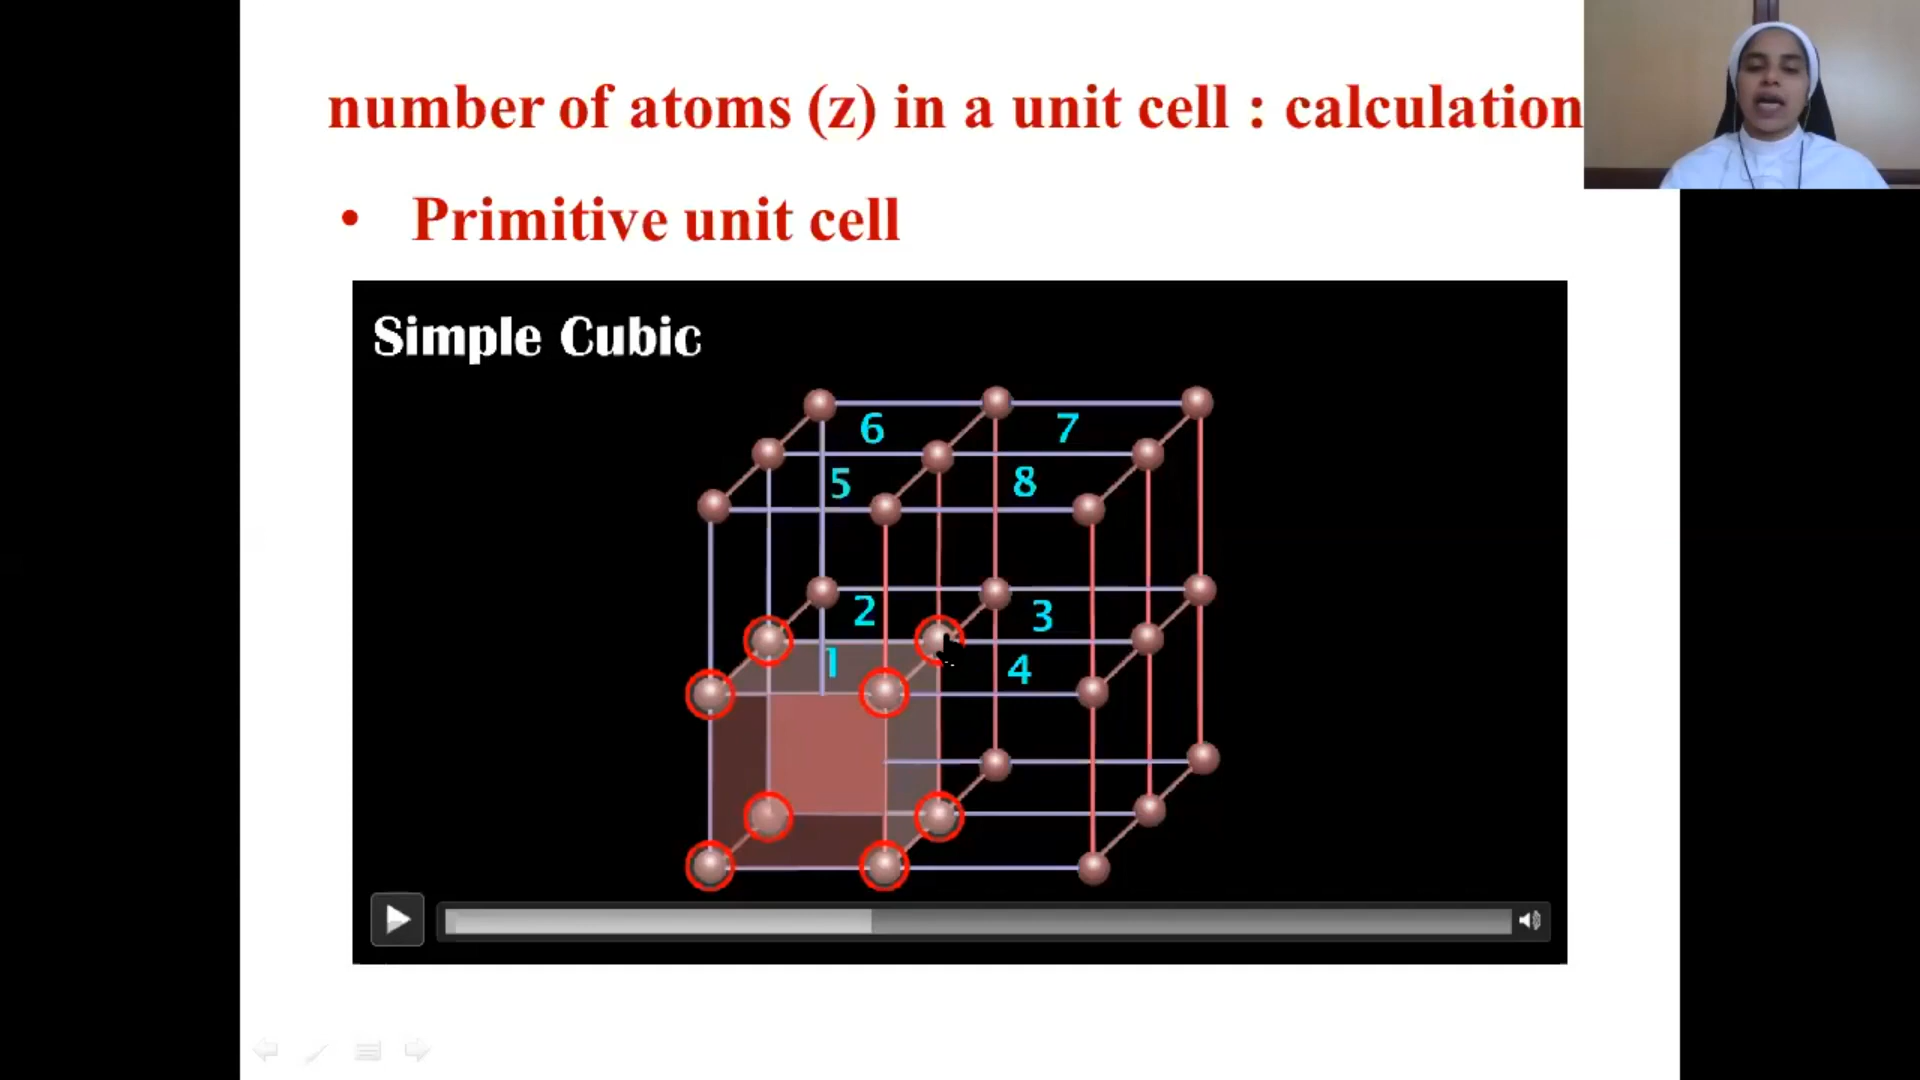 number of atoms (z) in a unit cell : calculation
• Primitive unit cell
Simple Cubic
6 7
5 8
2 3
1 4